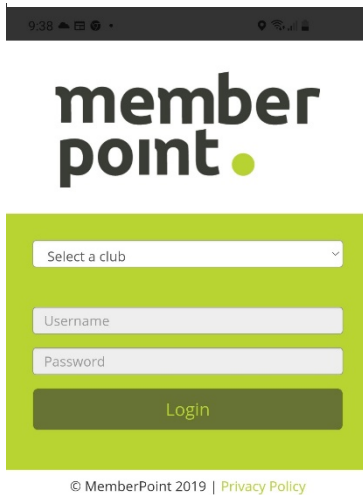 9:38
member
point.
Select a club
Username
Password
Login
© MemberPoint 2019 | Privacy Policy